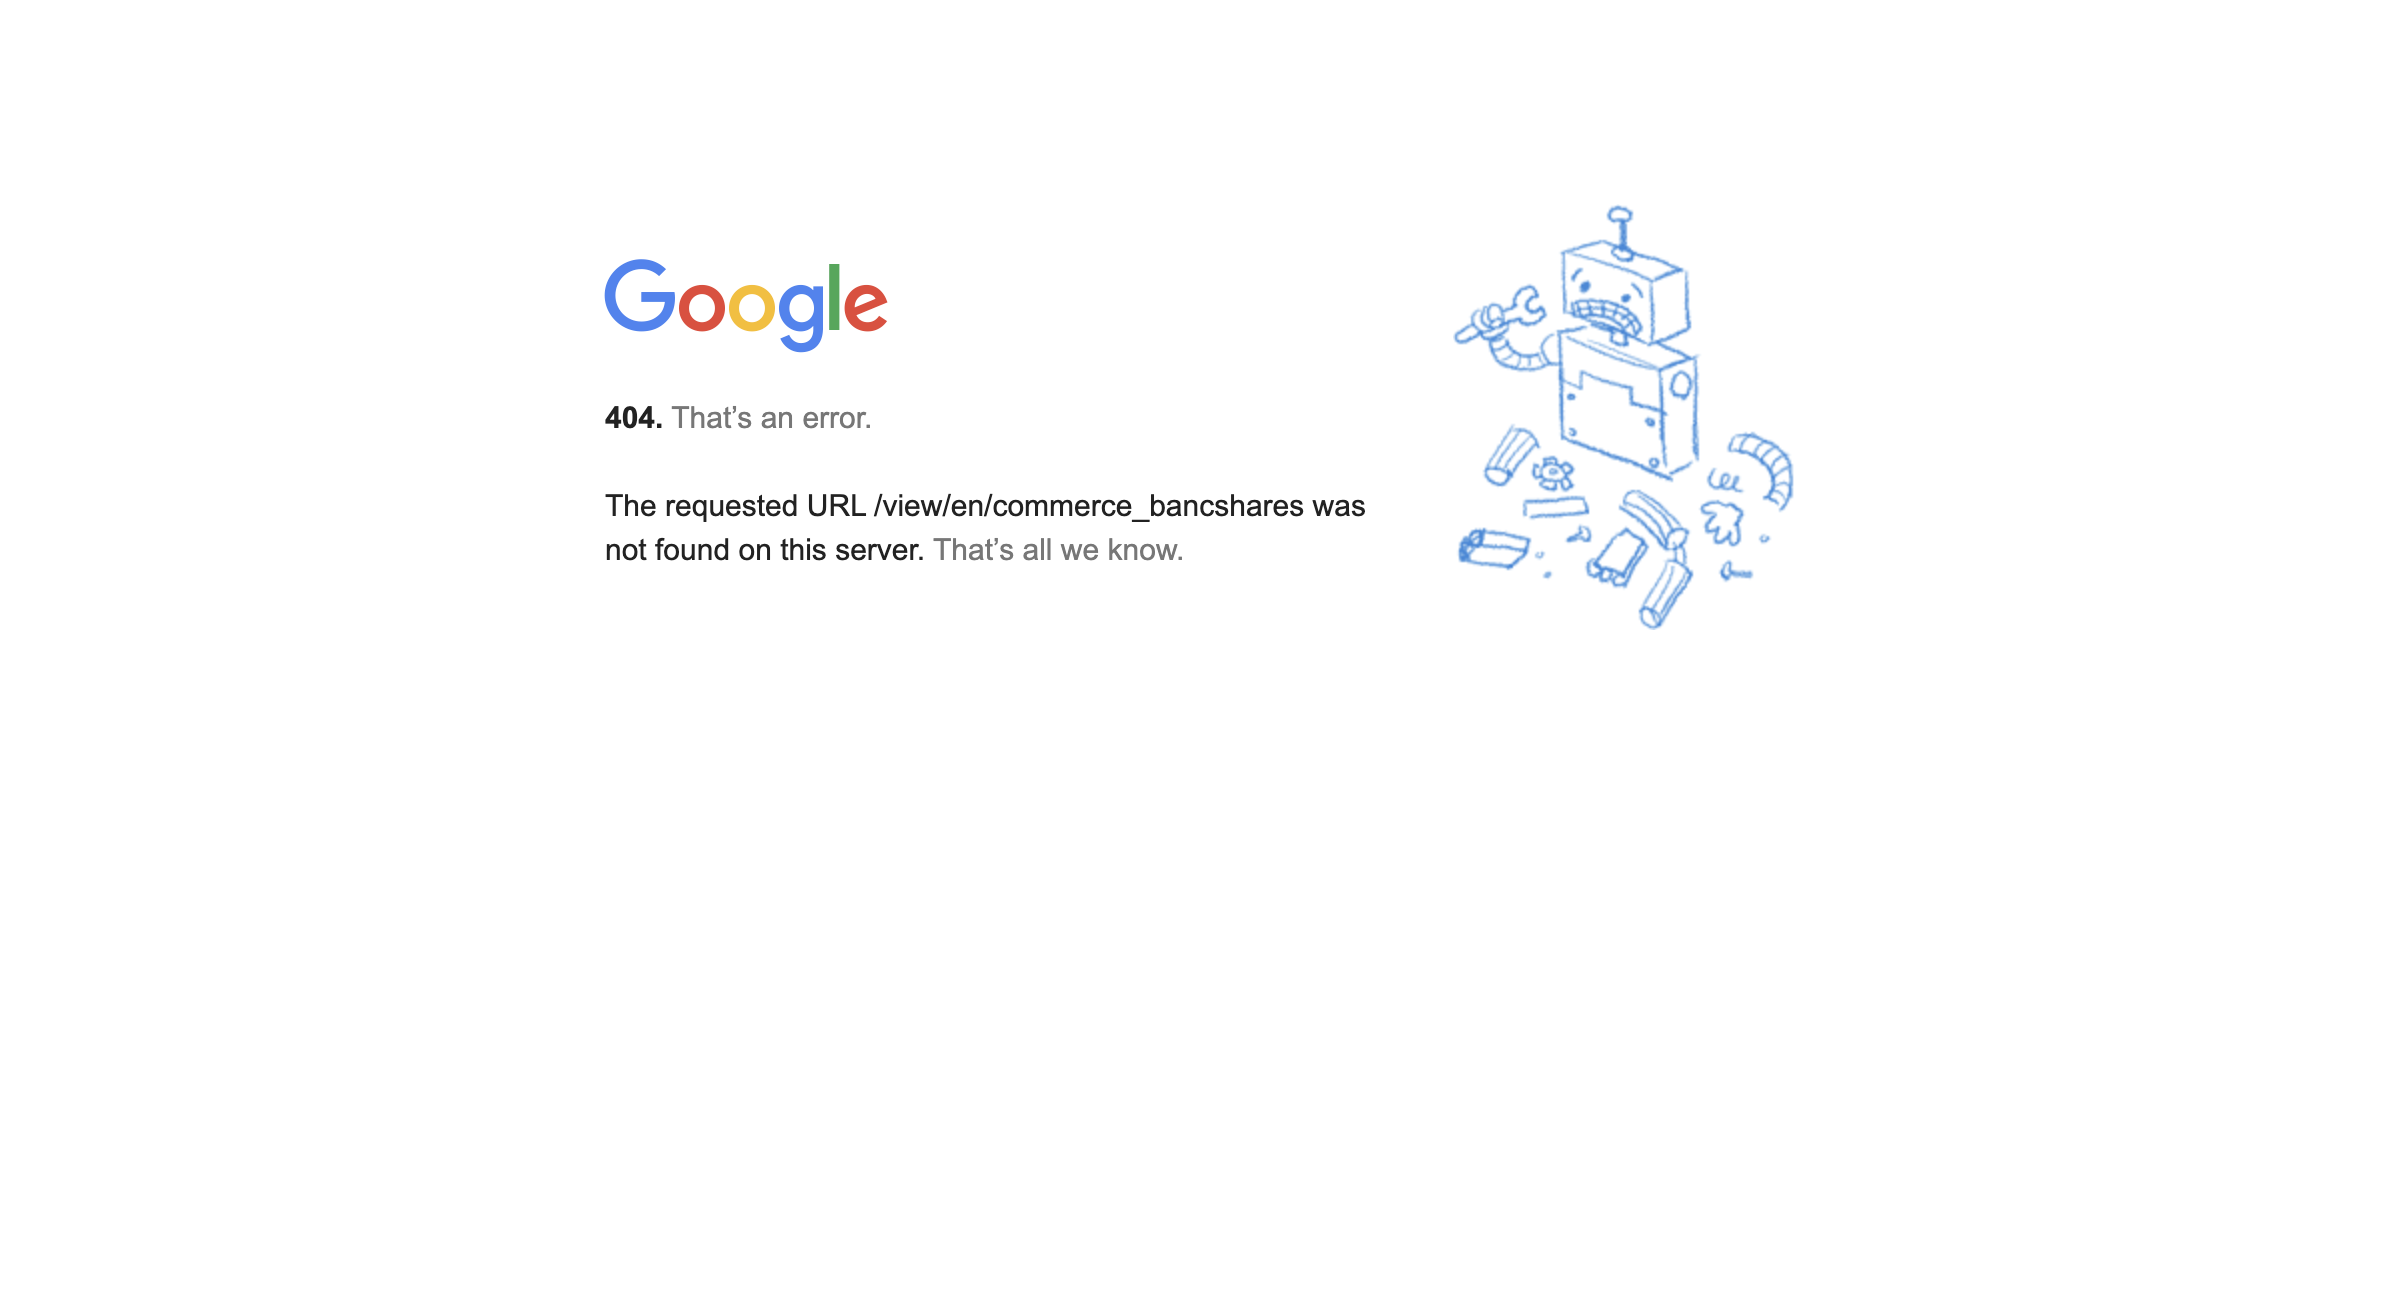 Google
404. That’s an error.
The requested URL /view/en/commerce_bancshares was
not found on this server. That’s all we know.